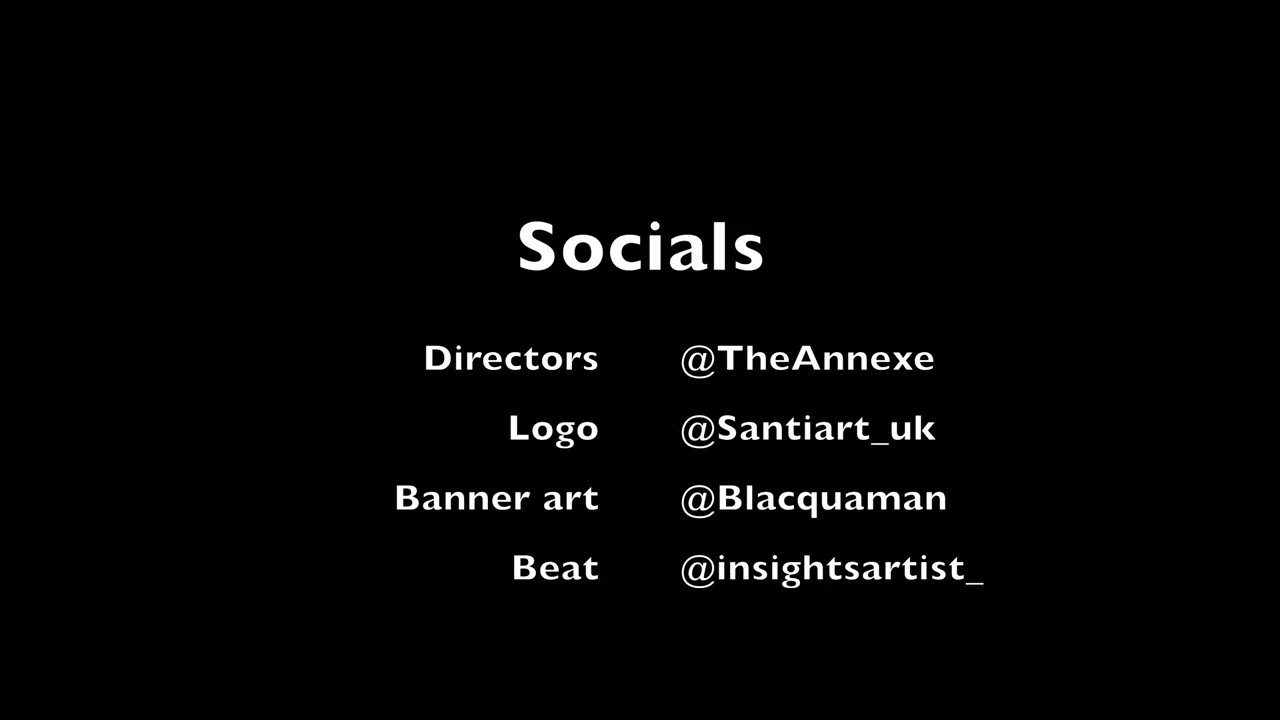 Socials
Directors @TheAnnexe
Logo @Santiart_uk
Banner art @Blacquaman
Beat @insightsartist_